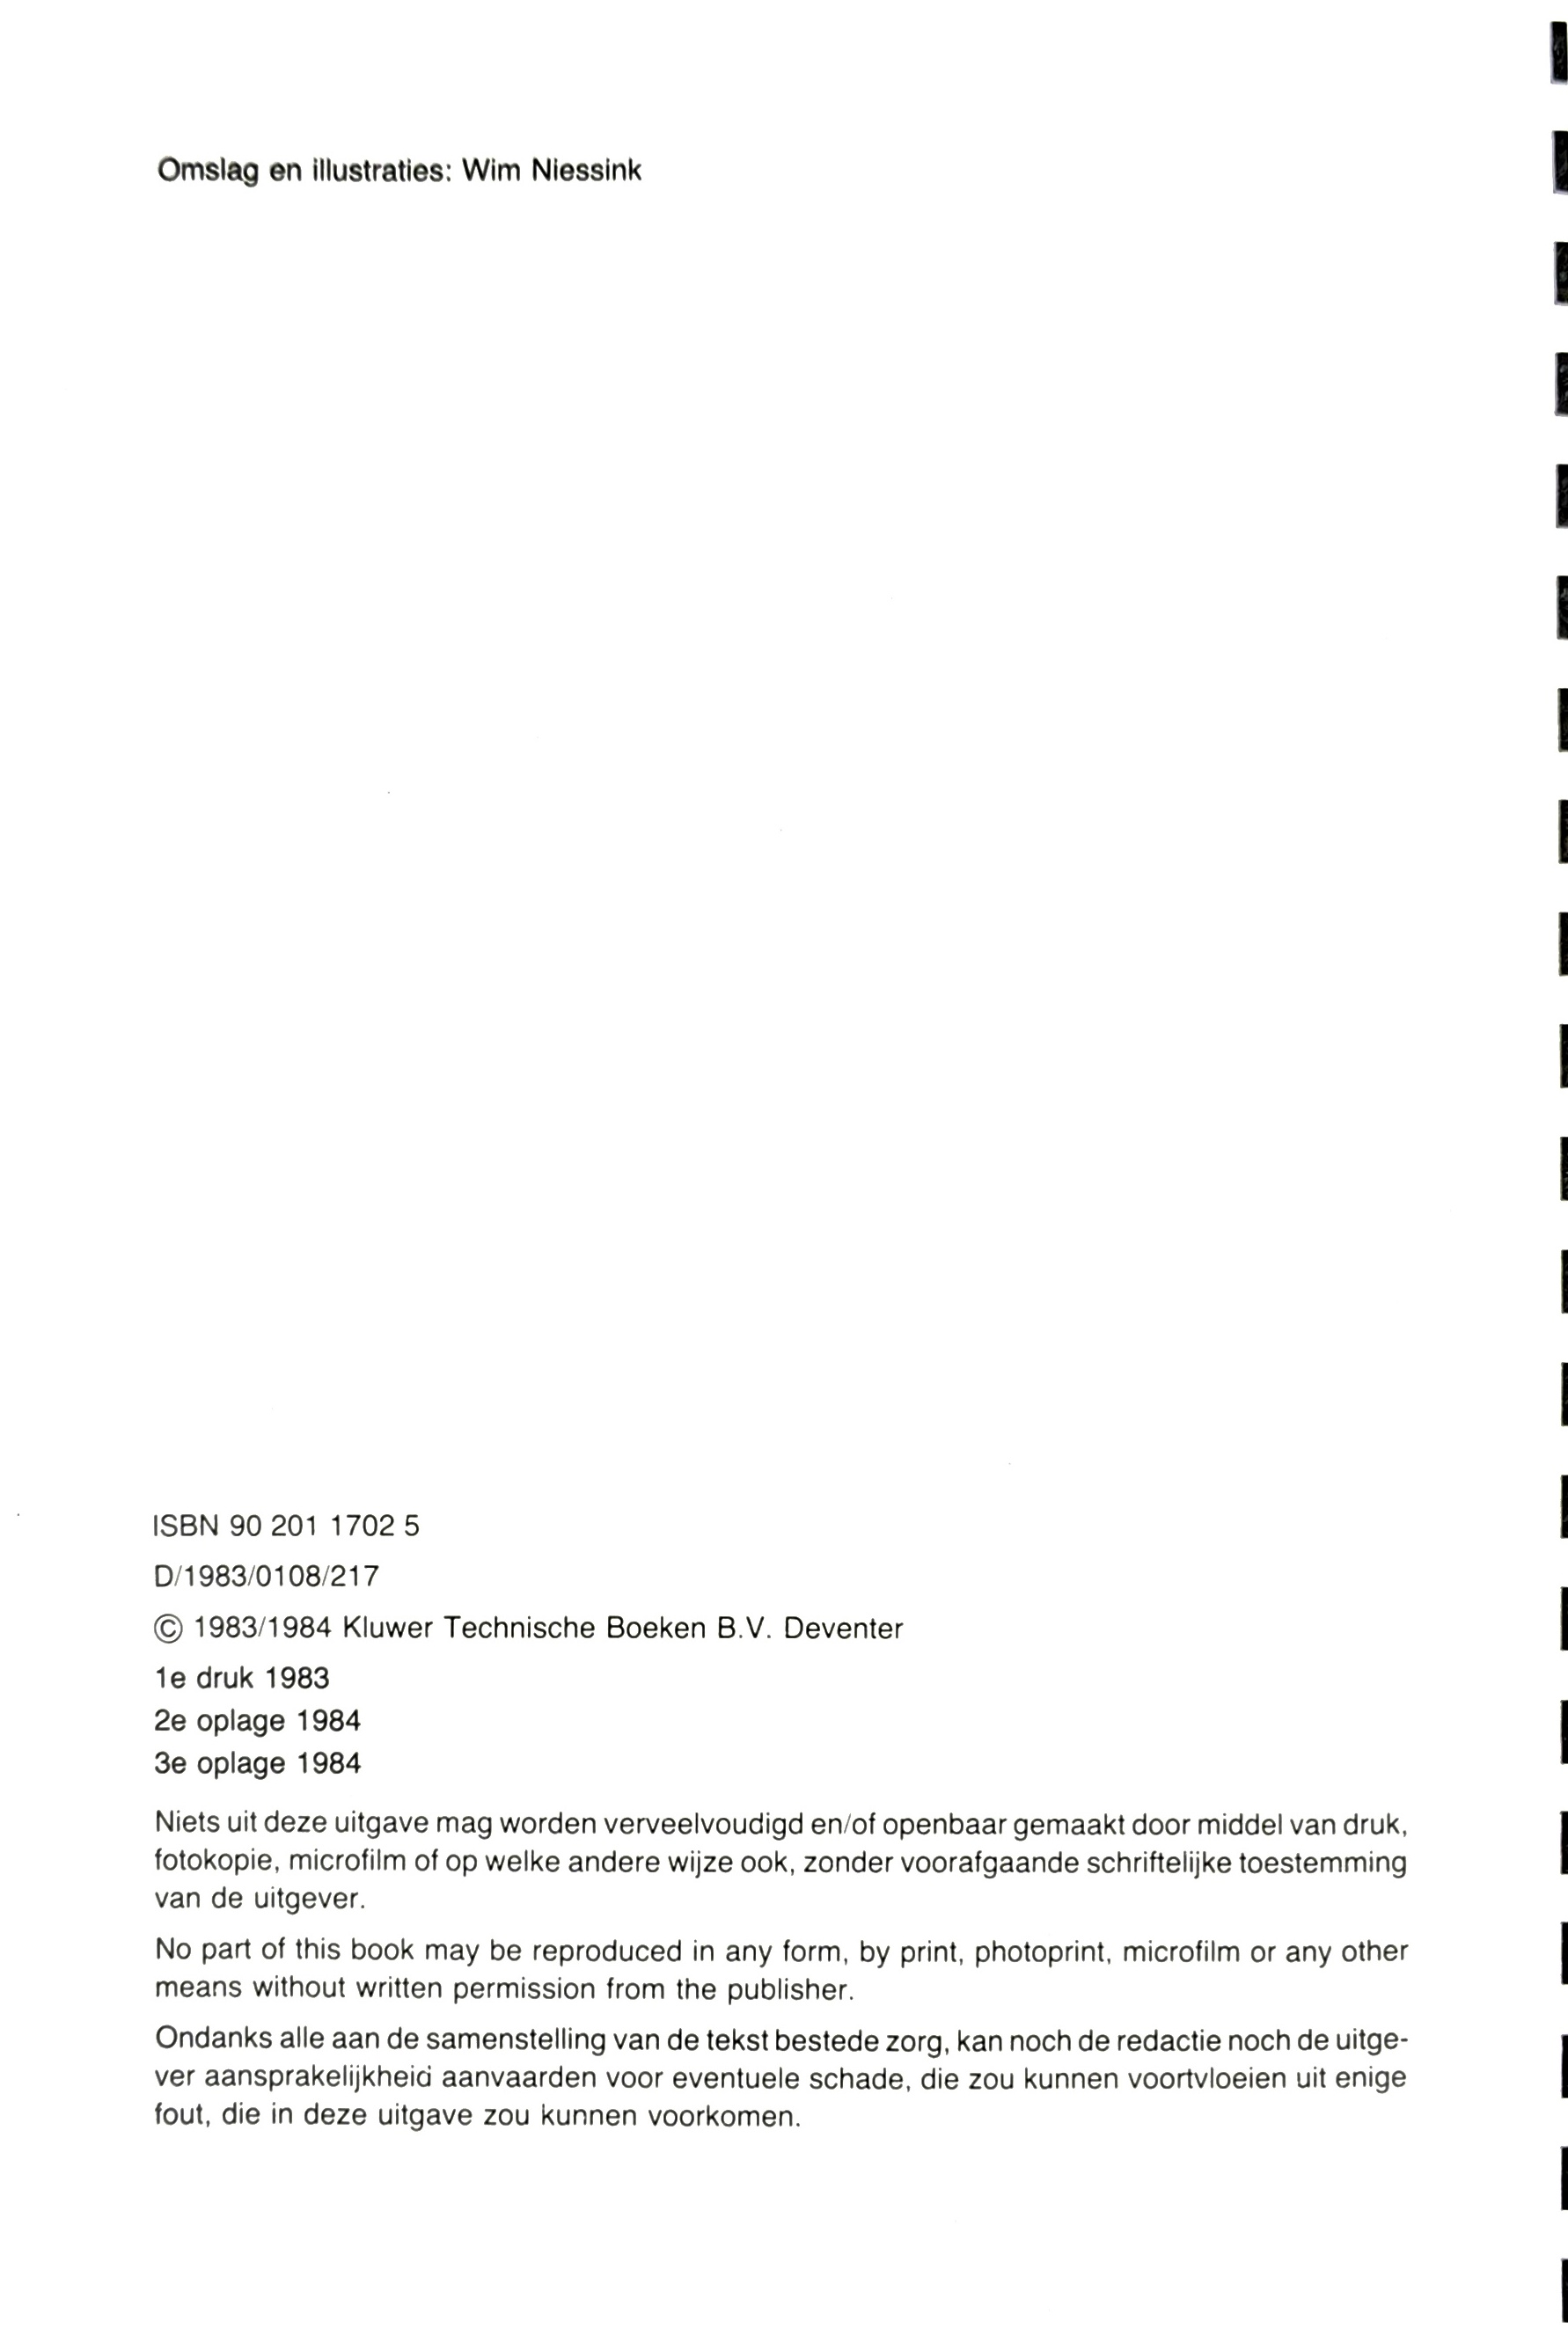 Omslag en illustraties: Wim Niessink
ISBN 90 201 1702 5
D/1983/0108/217
© 1983/1984 Kluwer Technische Boeken B.V. Deventer
1e druk 1983
2e oplage 1984
3e oplage 1984
Niets uit deze uitgave mag worden verveelvoudigd en/of openbaar gemaakt door middel van druk,
fotokopie, microfilm of op welke andere wijze ook, zonder voorafgaande schriftelijke toestemming
van de uitgever.
No part of this book may be reproduced in any form, by print, photoprint, microfilm or any other
means without written permission from the publisher.
Ondanks alle aan de samenstelling van de tekst bestede zorg, kan noch de redactie noch de uitge-
ver aansprakelijkheid aanvaarden voor eventuele schade, die zou kunnen voortvloeien uit enige
fout, die in deze uitgave zou kunnen voorkomen.